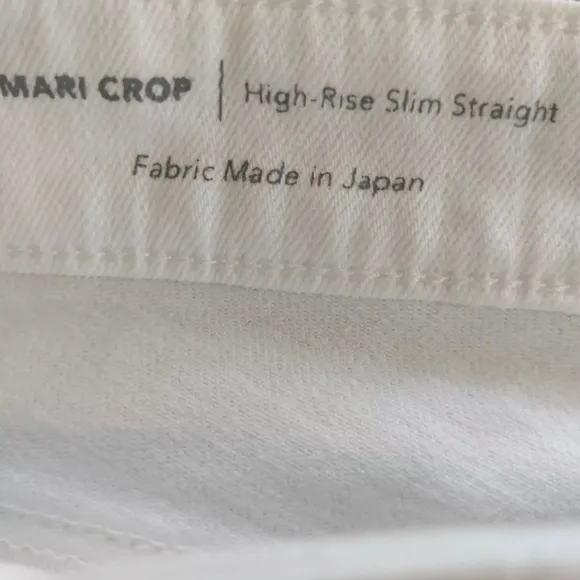 MARI CROP | High-Rise Slim Straight
Fabric Made in Japan